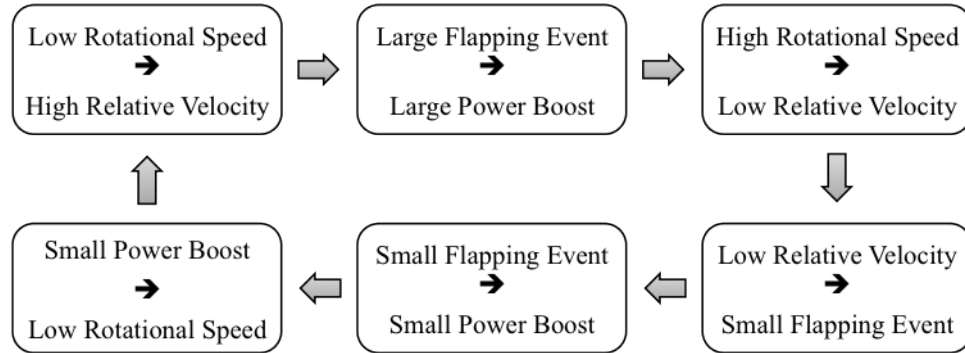 Low Rotational Speed
➔
High Relative Velocity
Large Flapping Event
➔
Large Power Boost
High Rotational Speed
➔
Low Relative Velocity
Small Power Boost
➔
Low Rotational Speed
Small Flapping Event
➔
Small Power Boost
Low Relative Velocity
➔
Small Flapping Event